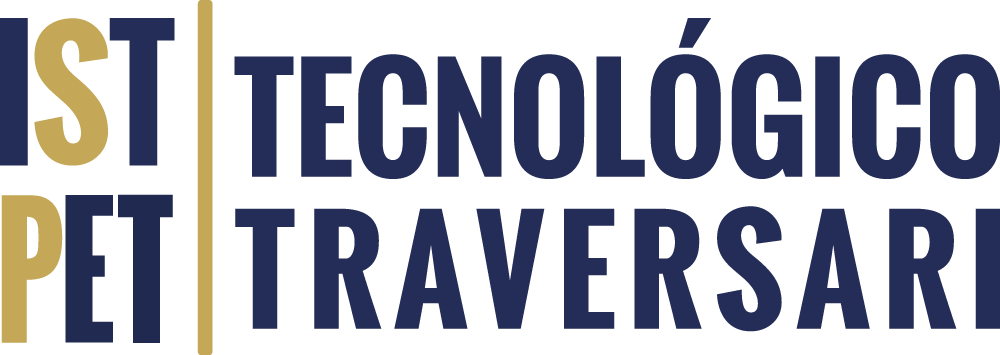 IST
PET
TECNOLÓGICO
TRAVERSARI